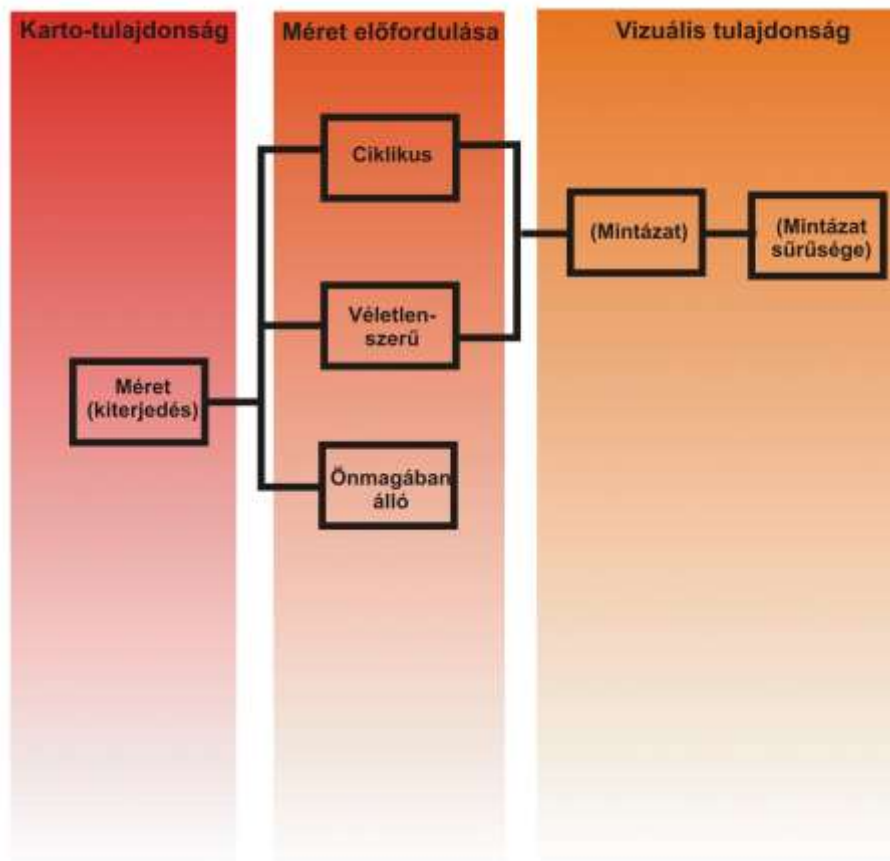 Karto-tulajdonság
Méret előfordulása
Vizuális tulajdonság
Ciklikus
(Mintázat)
(Mintázat
sűrűsége)
Véletlen-
szerű
Méret
(kiterjedés)
Önmagában
álló